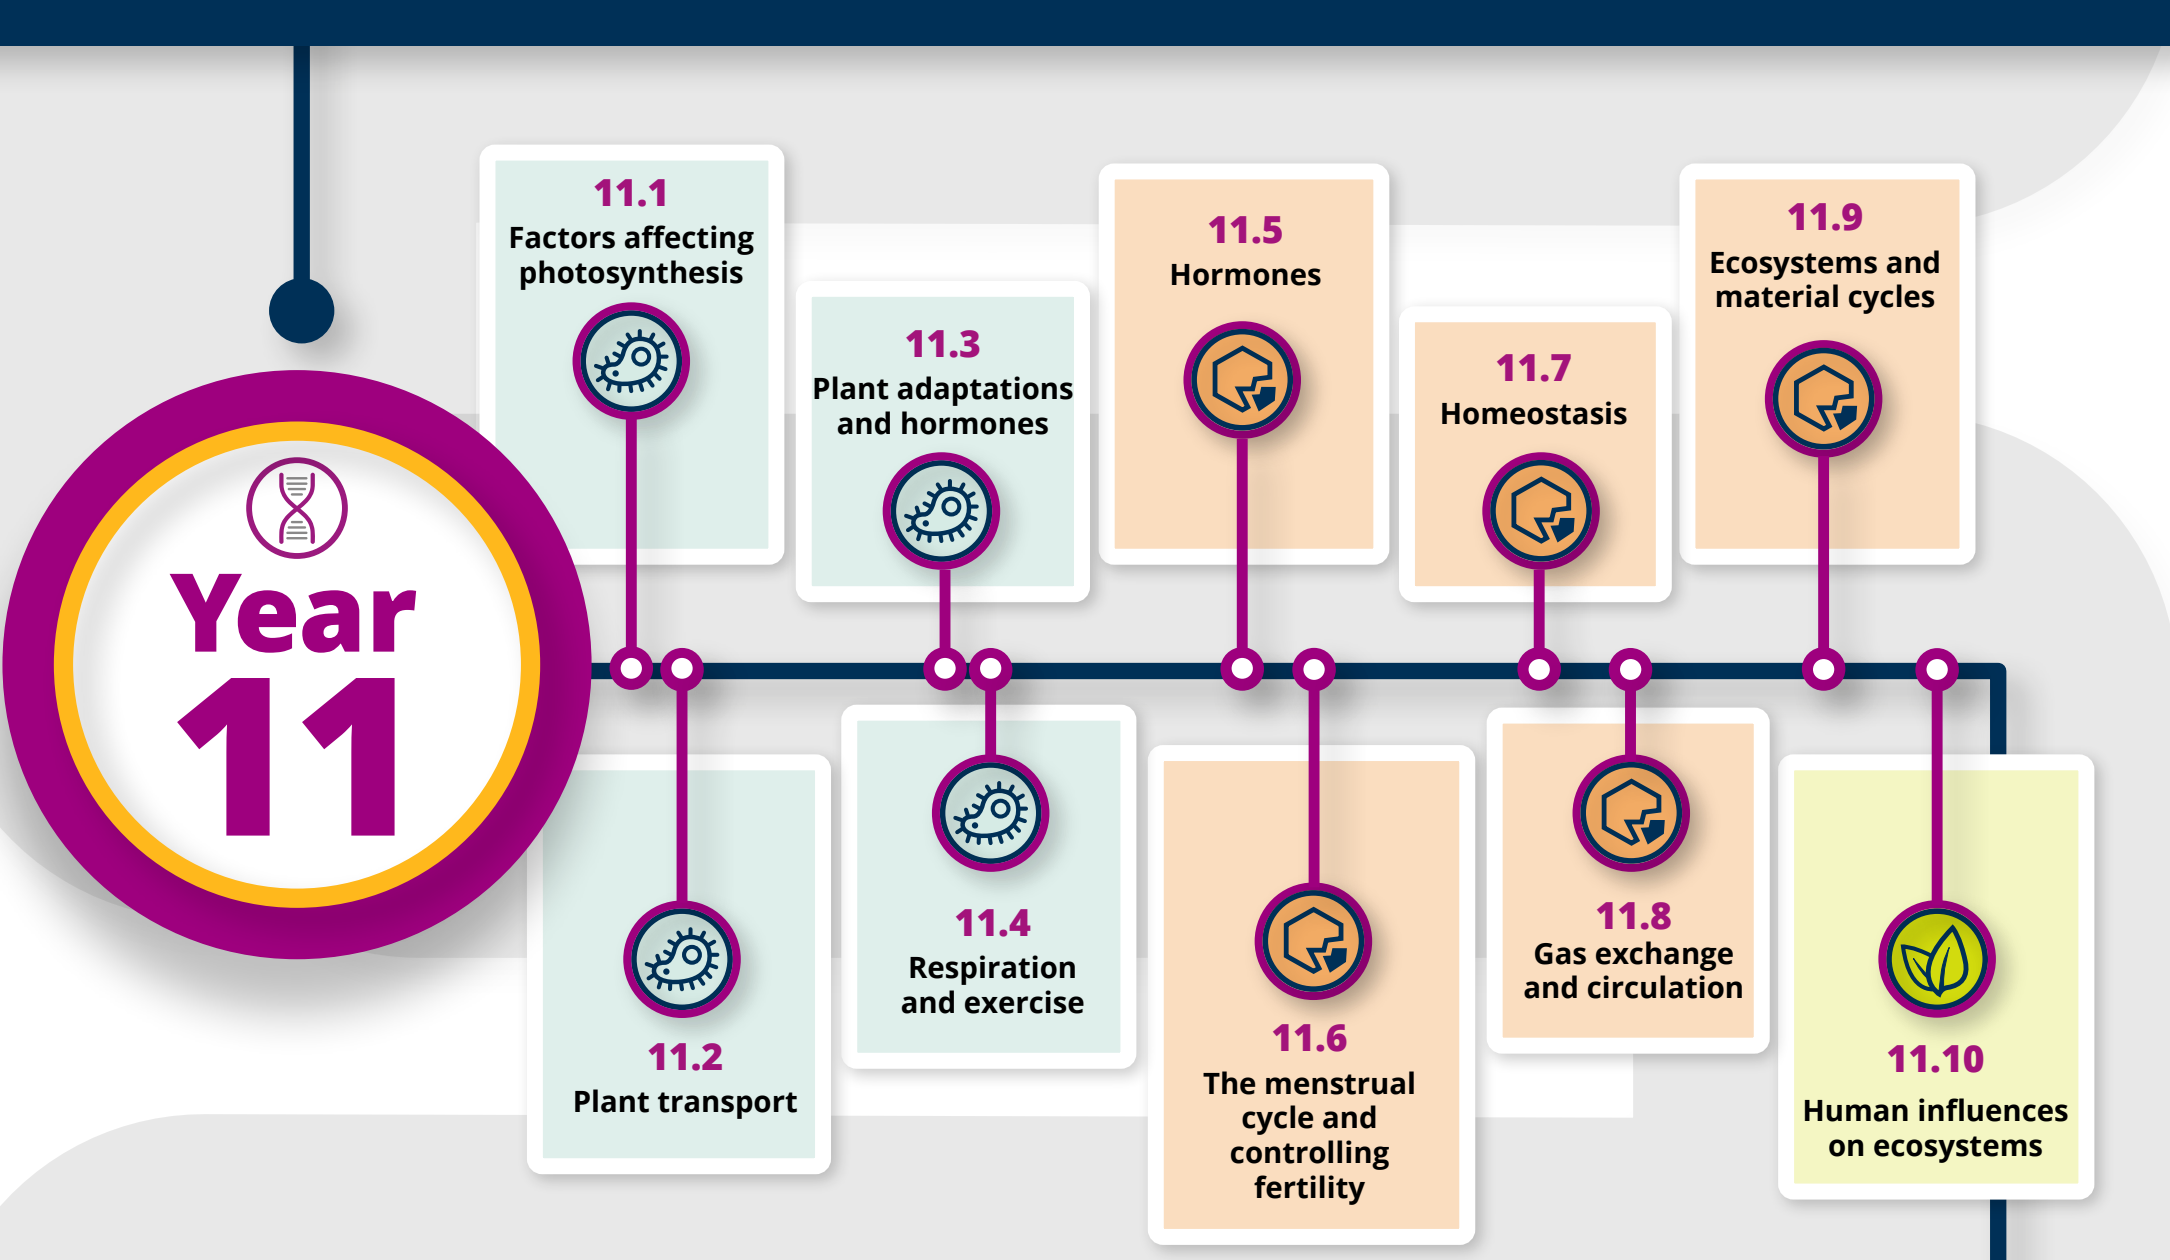 Year
11
11.1
Factors affecting
photosynthesis
11.2
Plant transport
11.3
Plant adaptations
and hormones
11.4
Respiration
and exercise
11.5
Hormones
11.6
The menstrual
cycle and
controlling
fertility
11.7
Homeostasis
11.8
Gas exchange
and circulation
11.9
Ecosystems and
material cycles
11.10
Human influences
on ecosystems